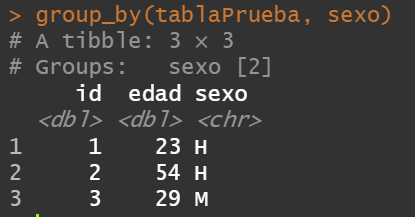 > group_by(tablaPrueba, sexo)
# A tibble: 3 × 3
# Groups:   sexo [2]
     id  edad sexo
  <dbl> <dbl> <chr>
1     1    23 H
2     2    54 H
3     3    29 M